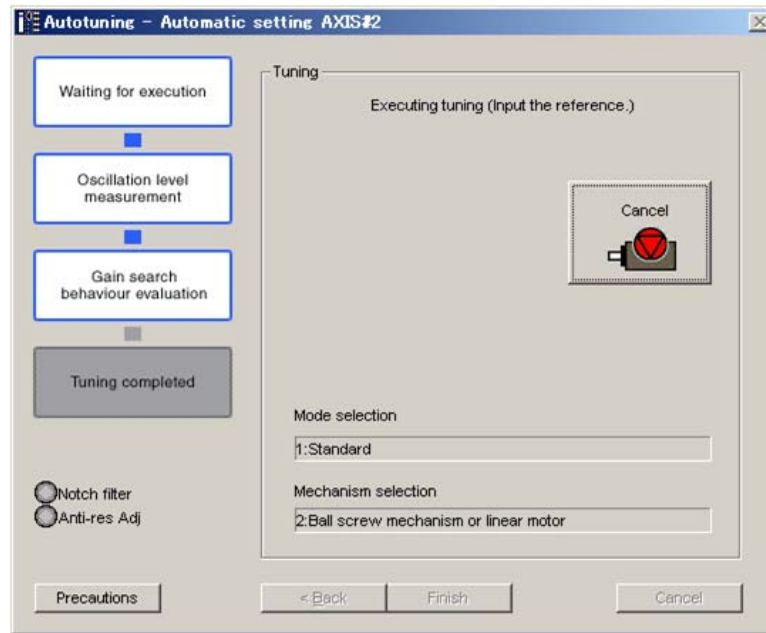 Autotuning - Automatic setting AXIS#2
Waiting for execution
Oscillation level
measurement
Gain search
behaviour evaluation
Tuning completed
Notch filter
Anti-res Adj
Tuning
Executing tuning (Input the reference.)
Cancel
Mode selection
1:Standard
Mechanism selection
2:Ball screw mechanism or linear motor
Precautions
< Back
Finish
Cancel